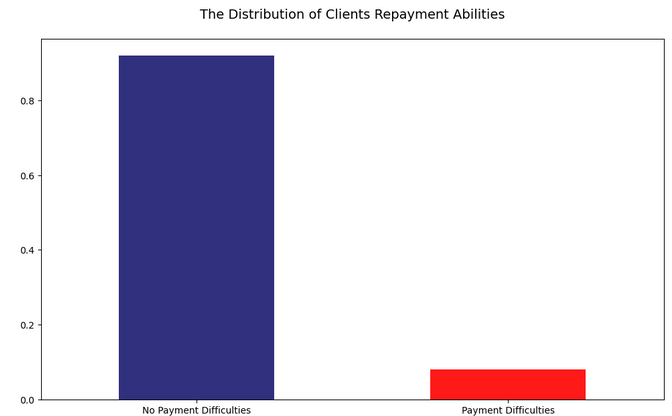 The Distribution of Clients Repayment Abilities
0.8
0.6
0.4
0.2
0.0
No Payment Difficulties
Payment Difficulties